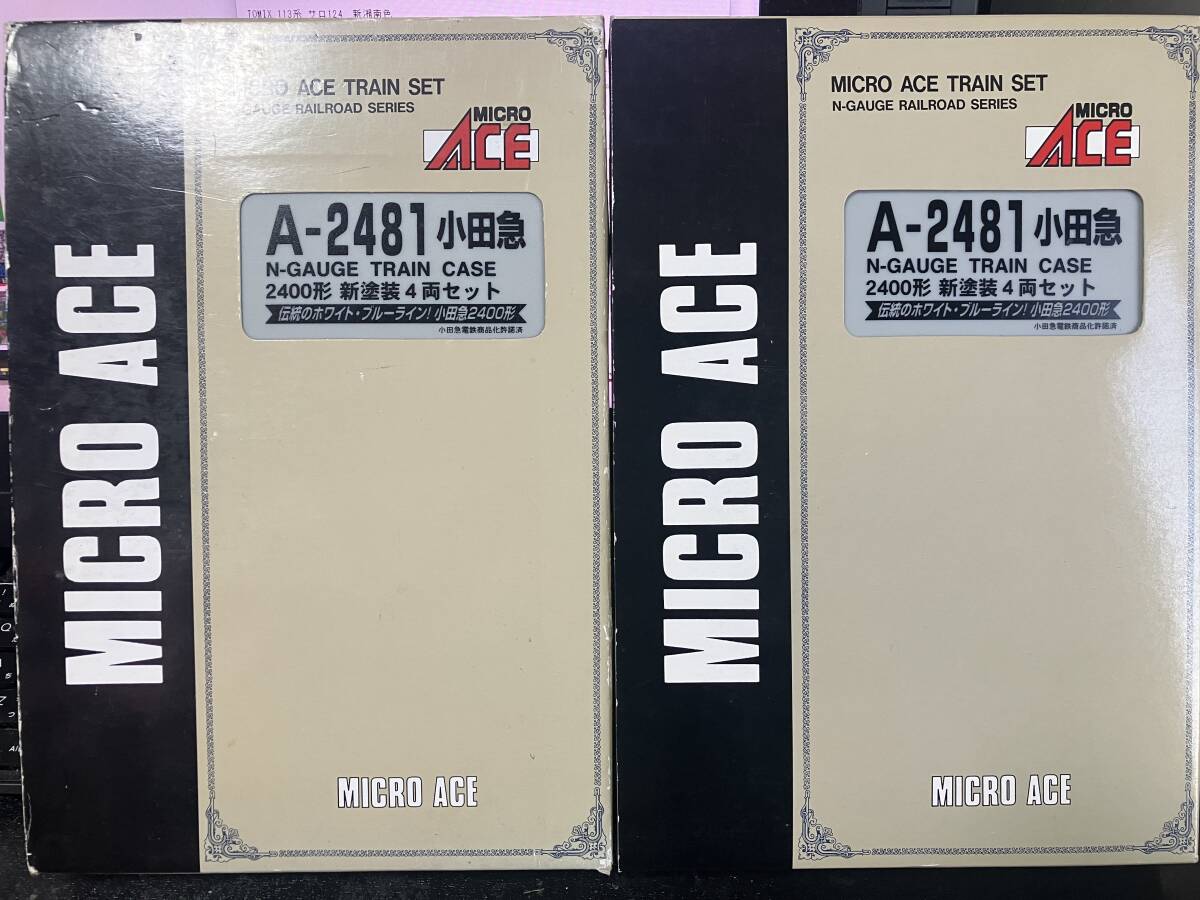 TOMIX 113系 サロ124 新湘南色
CRO ACE TRAIN SET
GAUGE RAILROAD SERIES
MICRO
ACE
A-2481 小田急
N-GAUGE TRAIN CASE
2400形 新塗装4両セット
伝統のホワイト・ブルーライン! 小田急2400形
小田急電鉄商品化許諾済
MICRO ACE
MICRO ACE
MICRO ACE TRAIN SET
N-GAUGE RAILROAD SERIES
MICRO
ACE
A-2481 小田急
N-GAUGE TRAIN CASE
2400形 新塗装4両セット
伝統のホワイト・ブルーライン! 小田急2400形
小田急電鉄商品化許諾済
MICRO ACE
MICRO ACE